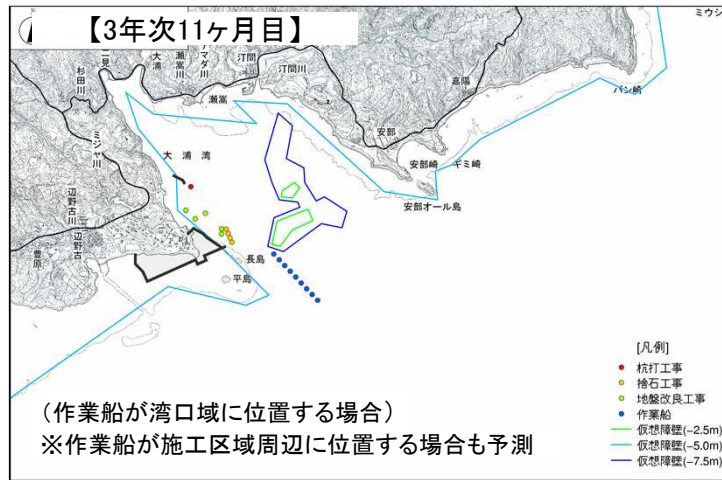 【3年次11ヶ月目】
ミウシ
二見
杉田川
大浦
瀬嵩川
アマダ川
汀間
汀間川
瀬嵩
嘉陽
バン崎
安部
安部崎
ギミ崎
安部オール島
ミジャ川
大浦湾
辺野古川
辺野古
豊原
長島
平島
[凡例]
杭打工事
捨石工事
地盤改良工事
作業船
仮想障壁(-2.5m)
仮想障壁(-5.0m)
仮想障壁(-7.5m)
(作業船が湾口域に位置する場合)
※作業船が施工区域周辺に位置する場合も予測